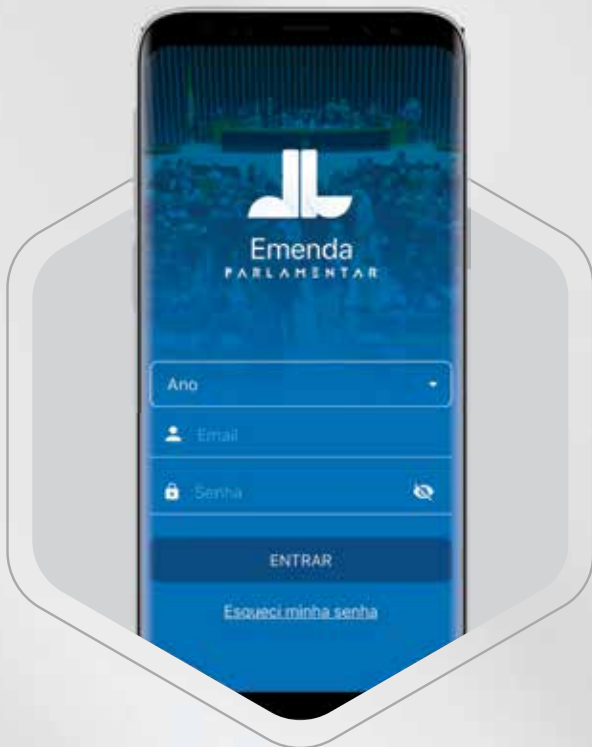 Emenda
PARLAMENTAR
Ano
Email
Senha
ENTRAR
Esqueci minha senha